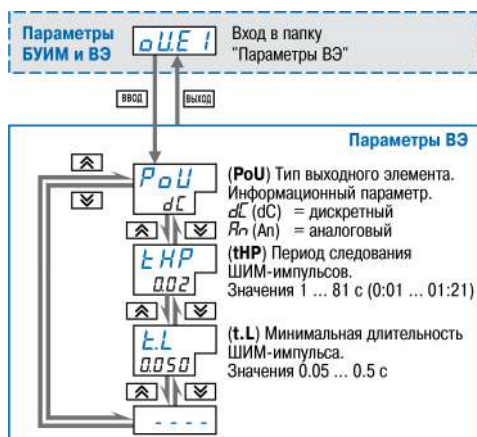 Параметры
БУИМ и ВЭ
oU.E 1
Вход в папку
"Параметры ВЭ"
ВВОД
ВЫХОД
Параметры ВЭ
PoU
dC
(PoU) Тип выходного элемента.
Информационный параметр.
dC (dC) = дискретный
An (An) = аналоговый
tHP
0.02
(tHP) Период следования
ШИМ-импульсов.
Значения 1 ... 81 с (0:01 ... 01:21)
t.L
0.050
(t.L) Минимальная длительность
ШИМ-импульса.
Значения 0.05 ... 0.5 с
- - - -